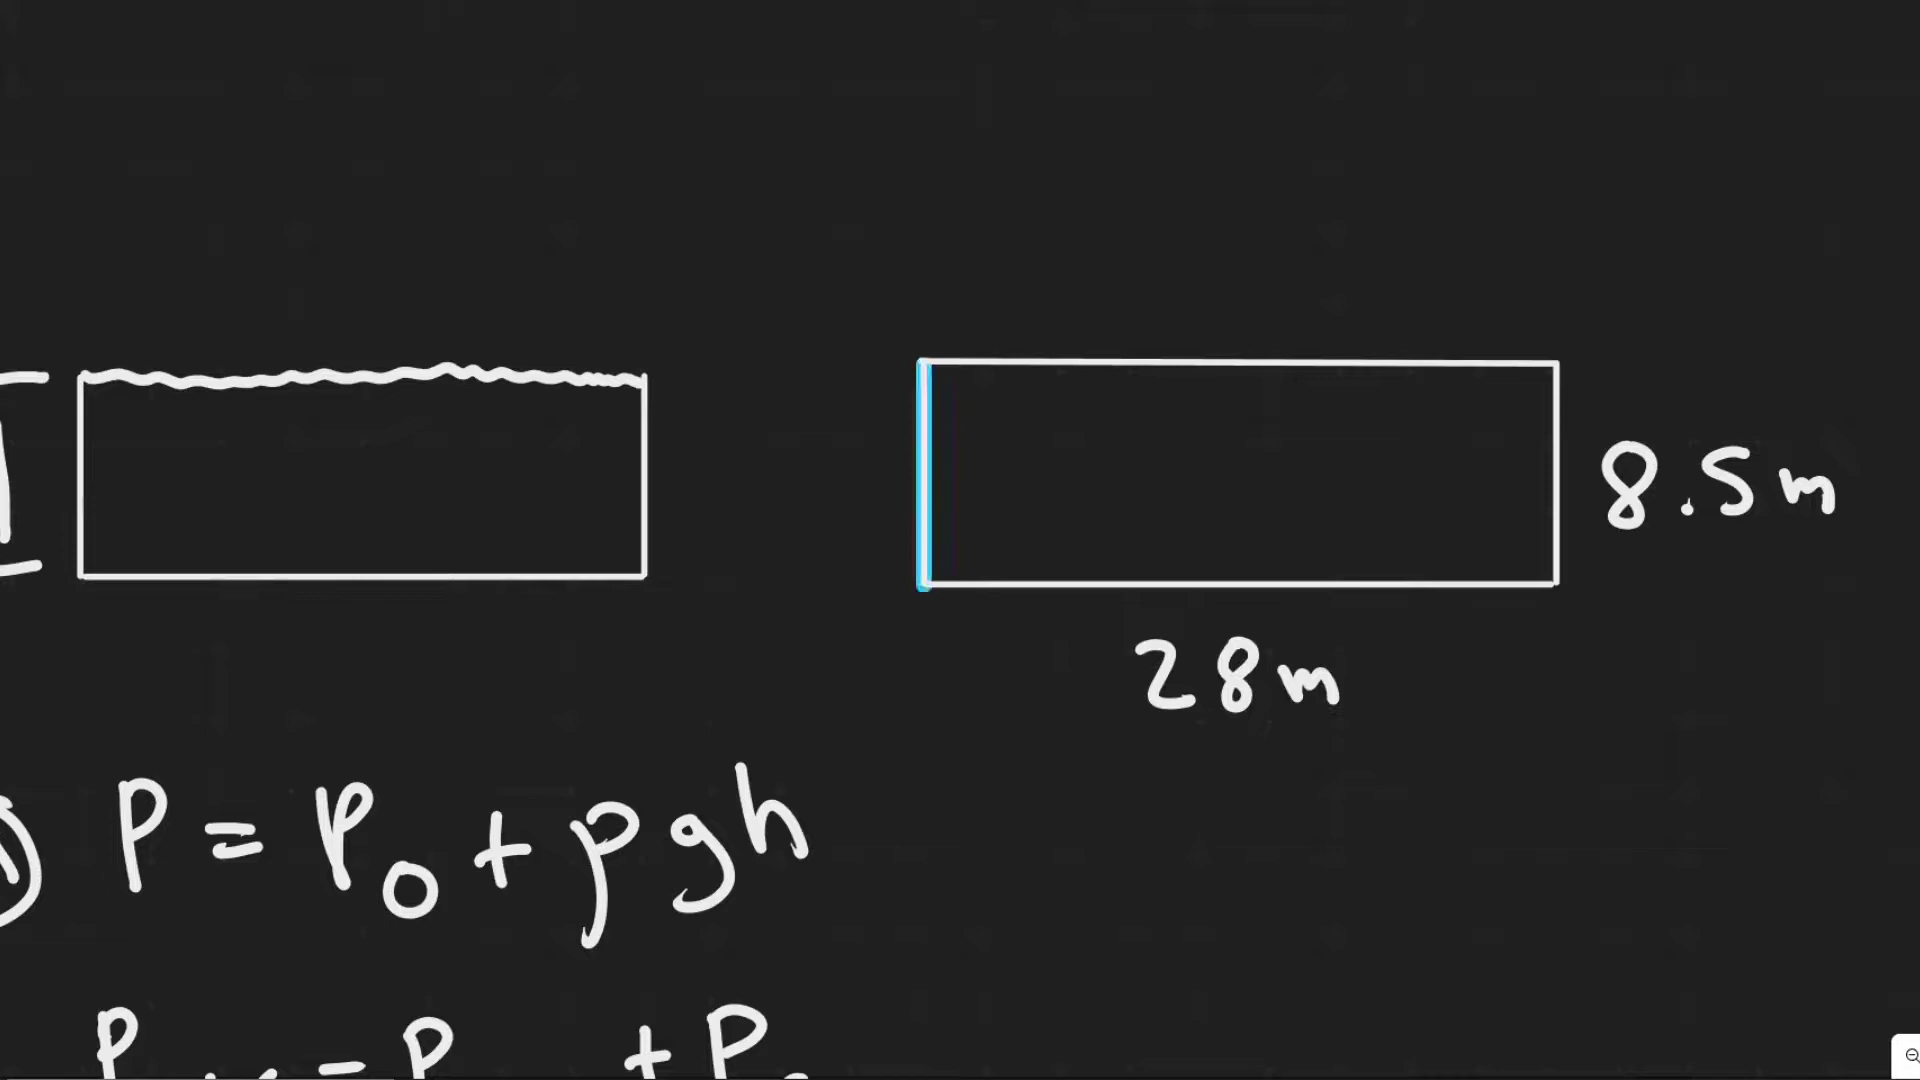 8.5m
28m
) P = P₀ + ρgh